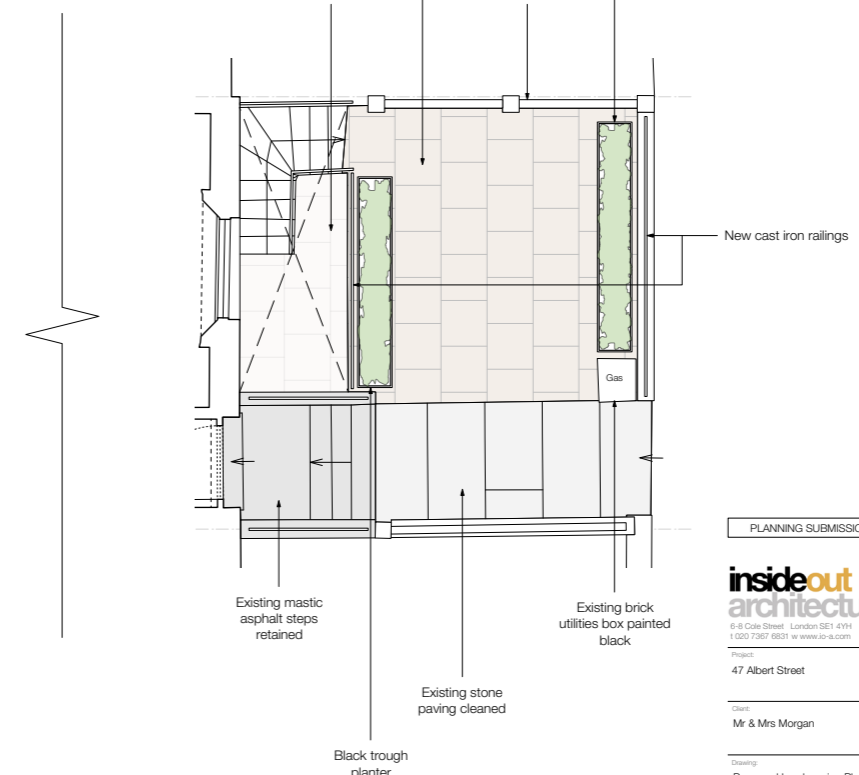 New cast iron railings
Gas
Existing mastic
asphalt steps
retained
Existing brick
utilities box painted
black
Existing stone
paving cleaned
Black trough
planter
PLANNING SUBMISSIO
insideout
architectu
6-8 Cole Street London SE1 4YH
t 020 7367 6831 w www.io-a.com
Project:
47 Albert Street
Client:
Mr & Mrs Morgan
Drawing: